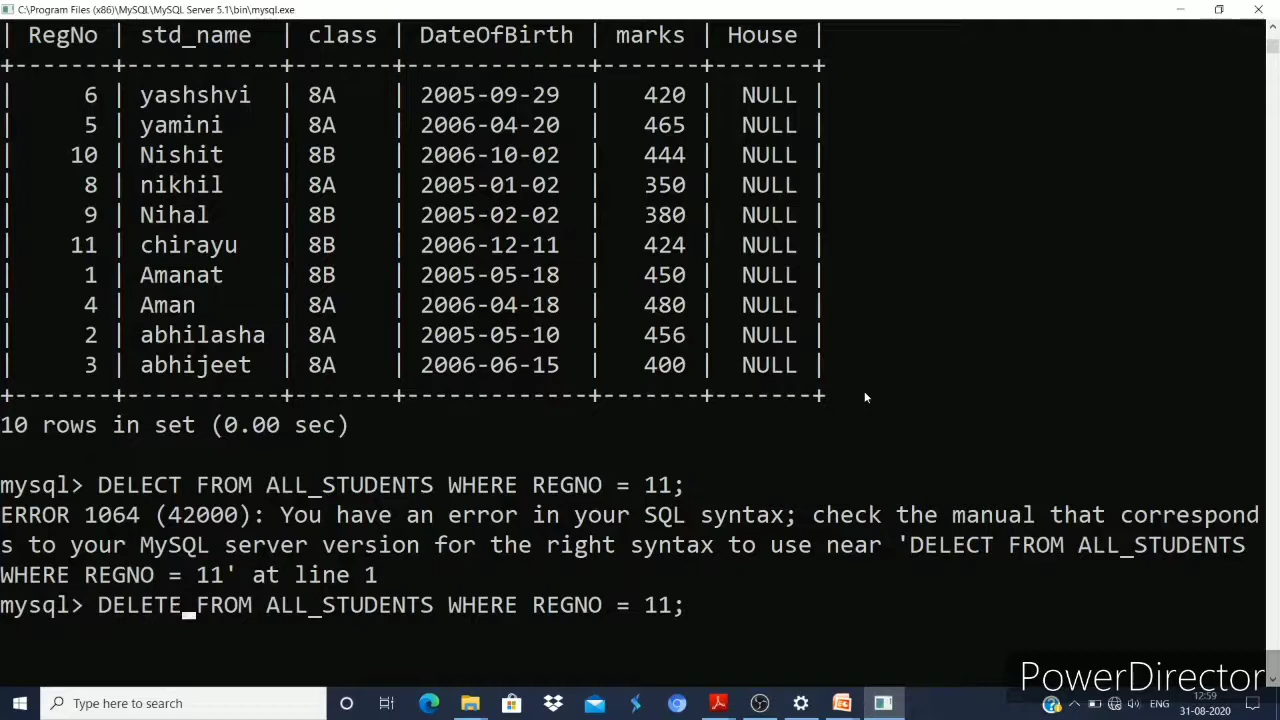 C:\Program Files (x86)\MySQL\MySQL Server 5.1\bin\mysql.exe
| RegNo | std_name | class | DateOfBirth | marks | House |
+-------+-----------+-------+-------------+-------+-------+
| 6 | yashshvi | 8A | 2005-09-29 | 420 | NULL |
| 5 | yamini | 8A | 2006-04-20 | 465 | NULL |
| 10 | Nishit | 8B | 2006-10-02 | 444 | NULL |
| 8 | nikhil | 8A | 2005-01-02 | 350 | NULL |
| 9 | Nihal | 8B | 2005-02-02 | 380 | NULL |
| 11 | chirayu | 8B | 2006-12-11 | 424 | NULL |
| 1 | Amanat | 8B | 2005-05-18 | 450 | NULL |
| 4 | Aman | 8A | 2006-04-18 | 480 | NULL |
| 2 | abhilasha | 8A | 2005-05-10 | 456 | NULL |
| 3 | abhijeet | 8A | 2006-06-15 | 400 | NULL |
+-------+-----------+-------+-------------+-------+-------+
10 rows in set (0.00 sec)
mysql> DELECT FROM ALL_STUDENTS WHERE REGNO = 11;
ERROR 1064 (42000): You have an error in your SQL syntax; check the manual that correspond
s to your MySQL server version for the right syntax to use near 'DELECT FROM ALL_STUDENTS
WHERE REGNO = 11' at line 1
mysql> DELETE FROM ALL_STUDENTS WHERE REGNO = 11;
PowerDirector
Type here to search
ENG
12:59
31-08-2020